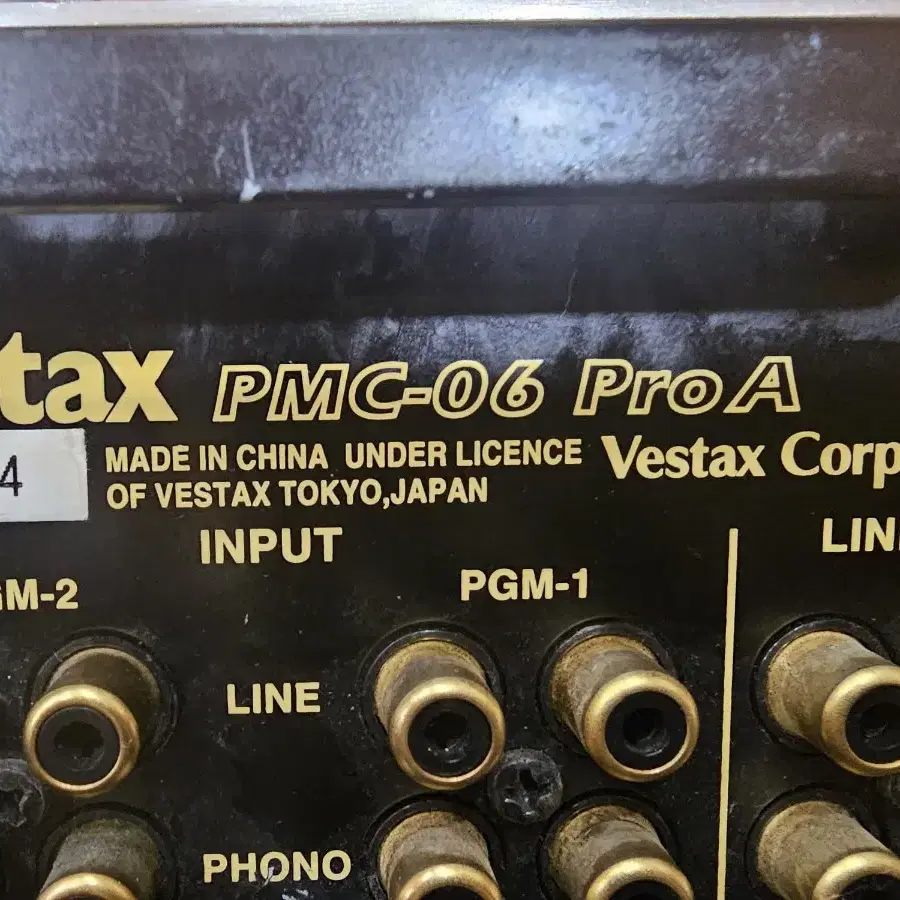 tax PMC-06 Pro A
4
MADE IN CHINA UNDER LICENCE
OF VESTAX TOKYO,JAPAN
Vestax Corp
INPUT
LIN
GM-2
PGM-1
LINE
PHONO